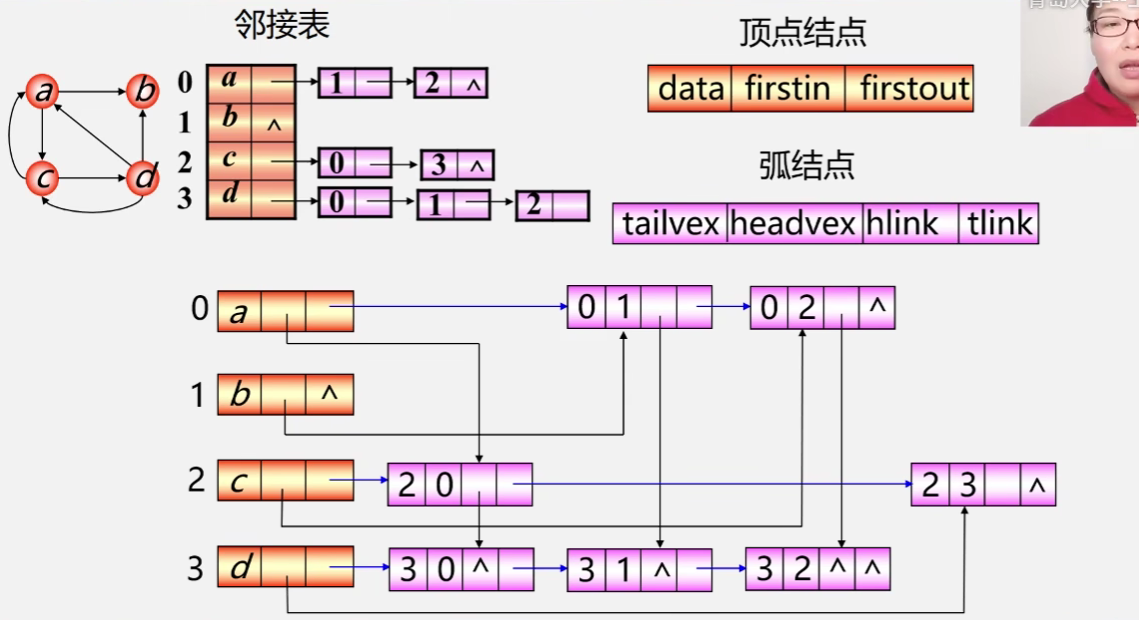 青岛大学--王
邻接表
顶点结点
data firstin firstout
弧结点
tailvex headvex hlink tlink
a b
c d
0 a 1 2 ^
1 b ^
2 c 0 3 ^
3 d 0 1 2
0 a 0 1 0 2 ^
1 b ^
2 c 2 0 2 3 ^
3 d 3 0 ^ 3 1 ^ 3 2 ^ ^